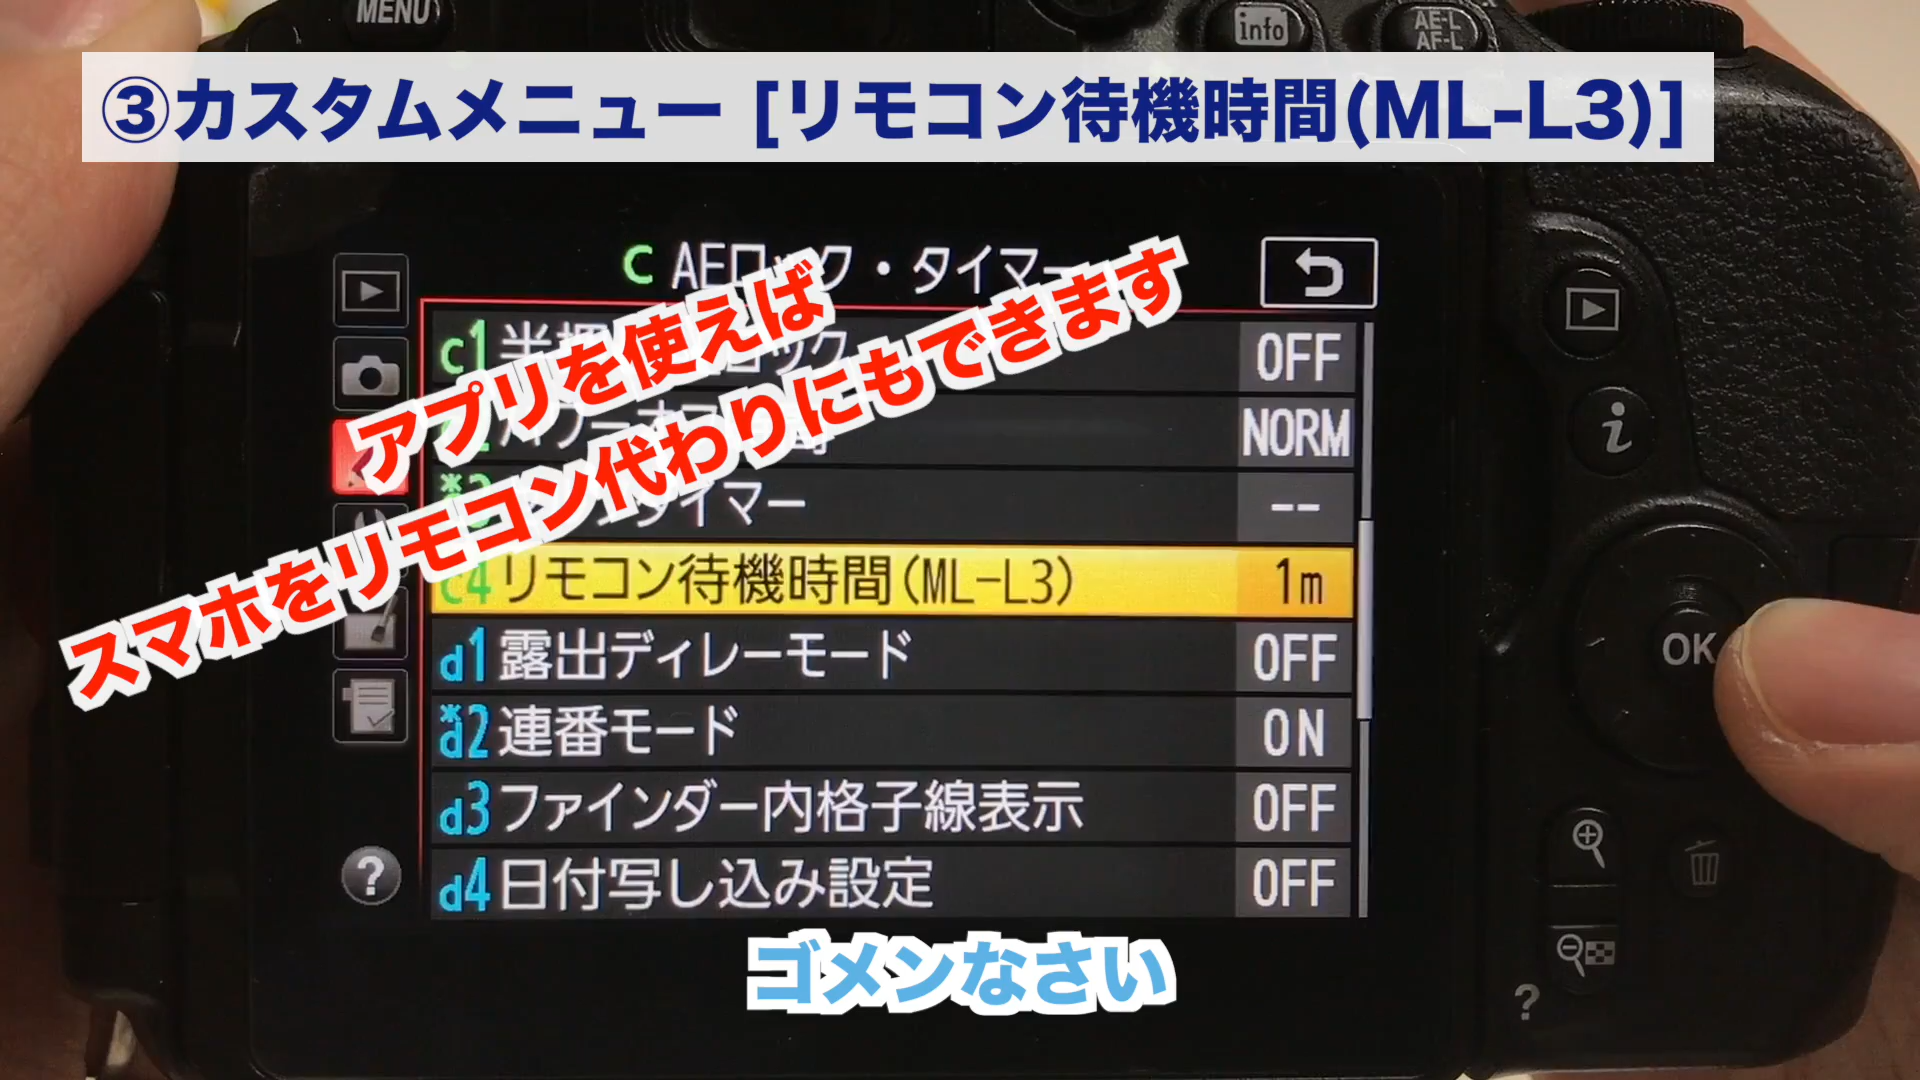 MENU
info
AE-L
AF-L
③カスタムメニュー [リモコン待機時間(ML-L3)]
C AEロック・タイマー
アプリを使えば
スマホをリモコン代わりにもできます
c1 半押 ロック OFF
NORM
タイマー --
c4 リモコン待機時間(ML-L3) 1m
d1 露出ディレーモード OFF
d2 連番モード ON
d3 ファインダー内格子線表示 OFF
d4 日付写し込み設定 OFF
i
OK
?
?
ゴメンなさい